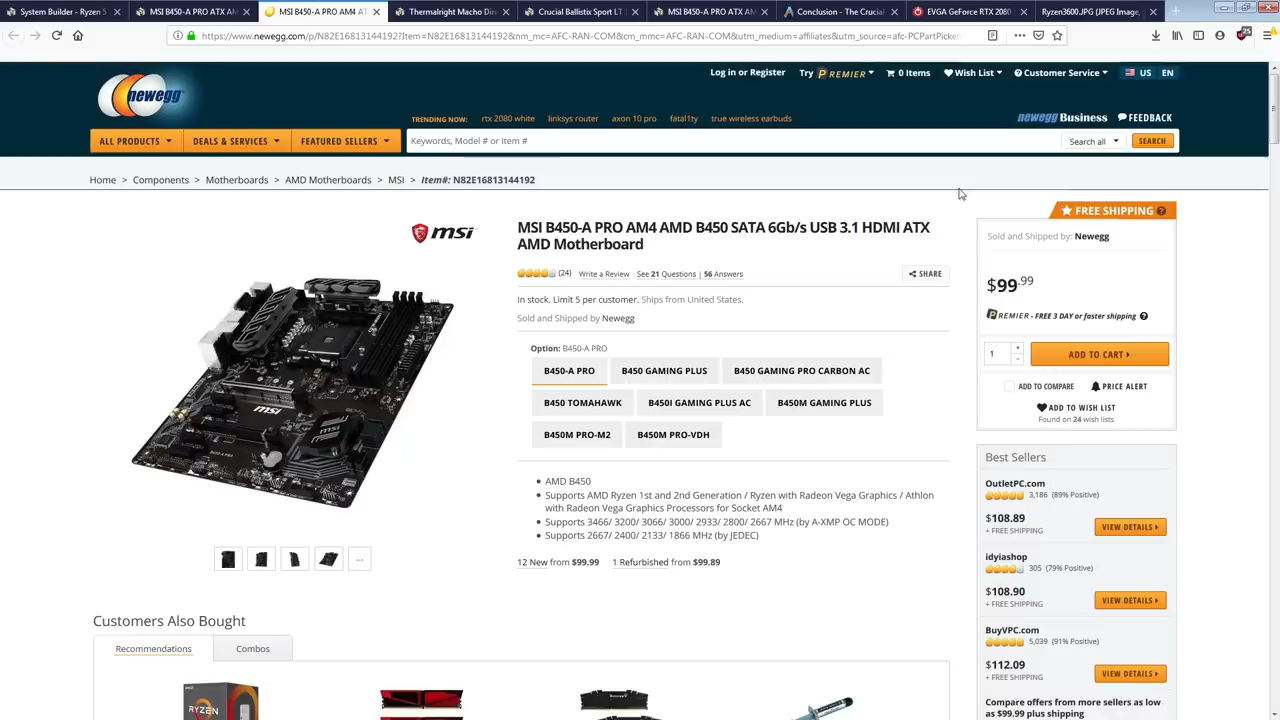 System Builder - Ryzen 5
MSI B450-A PRO ATX AM
MSI B450-A PRO AM4 AT
Thermalright Macho Dire
Crucial Ballistix Sport LT 1
MSI B450-A PRO ATX AM
Conclusion - The Crucial
EVGA GeForce RTX 2080
Ryzen3600.JPG (JPEG Image,
https://www.newegg.com/p/N82E16813144192?Item=N82E16813144192&nm_mc=AFC-RAN-COM&cm_mmc=AFC-RAN-COM&utm_medium=affiliates&utm_source=afc-PCPartPicker
Log in or Register
Try PREMIER
0 Items
Wish List
Customer Service
US
EN
newegg
TRENDING NOW: rtx 2080 white linksys router axon 10 pro fatal1ty true wireless earbuds
newegg Business
FEEDBACK
ALL PRODUCTS
DEALS & SERVICES
FEATURED SELLERS
Keywords, Model # or Item #
Search all
SEARCH
Home > Components > Motherboards > AMD Motherboards > MSI > Item#: N82E16813144192
msi
MSI B450-A PRO AM4 AMD B450 SATA 6Gb/s USB 3.1 HDMI ATX
AMD Motherboard
(24) Write a Review See 21 Questions | 56 Answers
SHARE
In stock. Limit 5 per customer. Ships from United States.
Sold and Shipped by Newegg
Option: B450-A PRO
B450-A PRO
B450 GAMING PLUS
B450 GAMING PRO CARBON AC
B450 TOMAHAWK
B450I GAMING PLUS AC
B450M GAMING PLUS
B450M PRO-M2
B450M PRO-VDH
AMD B450
Supports AMD Ryzen 1st and 2nd Generation / Ryzen with Radeon Vega Graphics / Athlon
with Radeon Vega Graphics Processors for Socket AM4
Supports 3466/ 3200/ 3066/ 3000/ 2933/ 2800/ 2667 MHz (by A-XMP OC MODE)
Supports 2667/ 2400/ 2133/ 1866 MHz (by JEDEC)
12 New from $99.99 1 Refurbished from $99.89
...
FREE SHIPPING
Sold and Shipped by: Newegg
$99.99
PREMIER - FREE 3 DAY or faster shipping
1
ADD TO CART
ADD TO COMPARE
PRICE ALERT
ADD TO WISH LIST
Found on 24 wish lists
Best Sellers
OutletPC.com
3,186 (89% Positive)
$108.89
+ FREE SHIPPING
VIEW DETAILS
idyiashop
305 (79% Positive)
$108.90
+ FREE SHIPPING
VIEW DETAILS
BuyVPC.com
5,039 (91% Positive)
$112.09
+ FREE SHIPPING
VIEW DETAILS
Compare offers from more sellers as low
as $99.99 plus shipping
Customers Also Bought
Recommendations
Combos
AMD
RYZEN